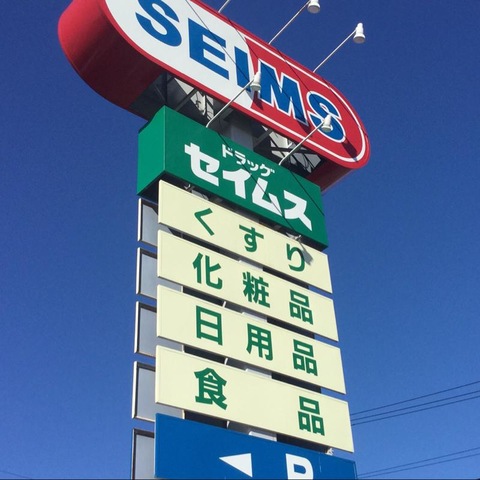 SEIMS
ドラッグ
セイムス
くすり
化粧品
日用品
食品
◀ P